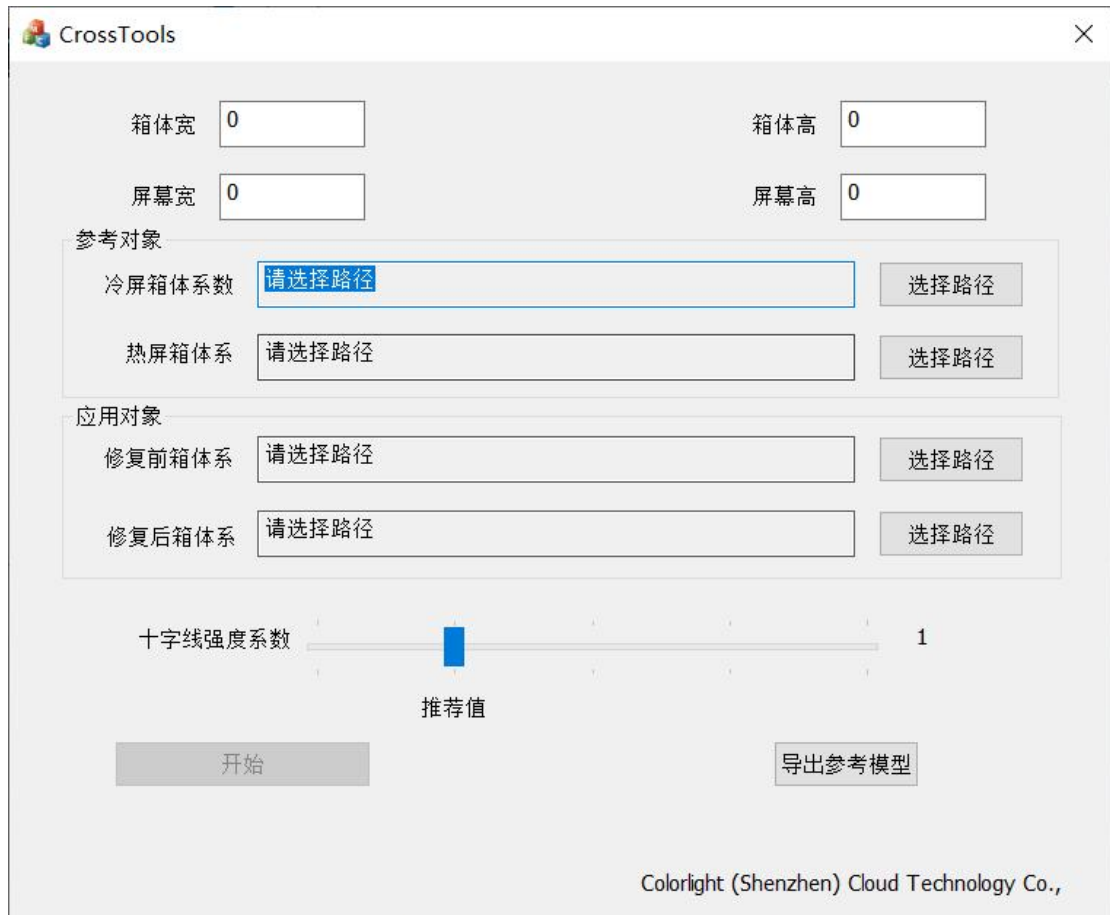 CrossTools
箱体宽 0 箱体高 0
屏幕宽 0 屏幕高 0
参考对象
冷屏箱体系数 请选择路径 选择路径
热屏箱体系 请选择路径 选择路径
应用对象
修复前箱体系 请选择路径 选择路径
修复后箱体系 请选择路径 选择路径
十字线强度系数 1
推荐值
开始 导出参考模型
Colorlight (Shenzhen) Cloud Technology Co.,